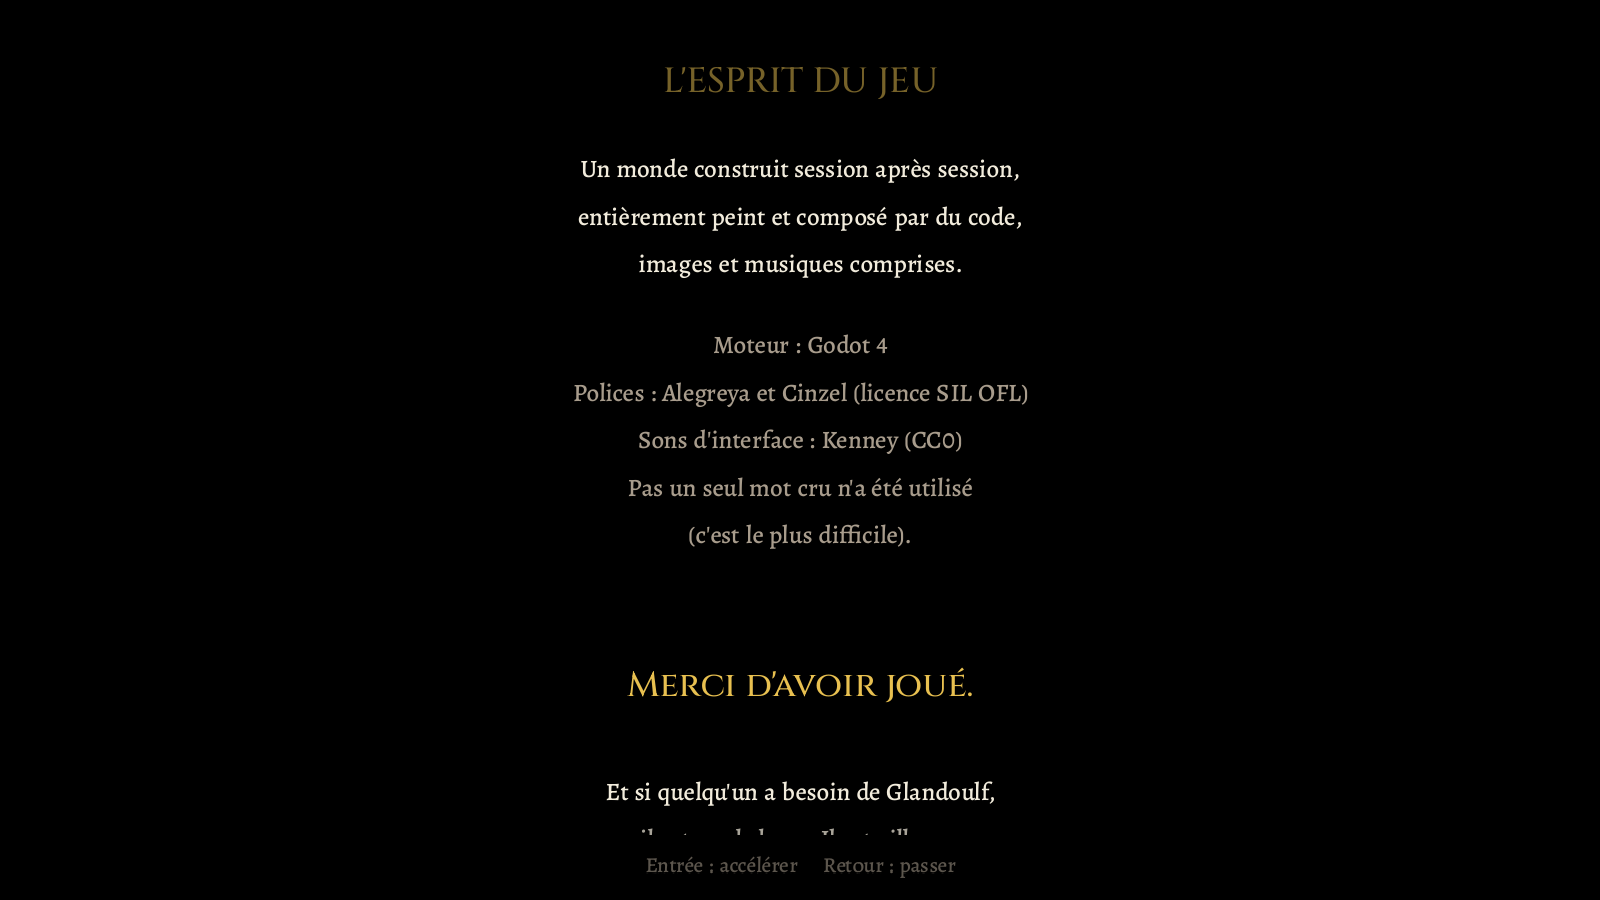 L'ESPRIT DU JEU
Un monde construit session après session,
entièrement peint et composé par du code,
images et musiques comprises.
Moteur : Godot 4
Polices : Alegreya et Cinzel (licence SIL OFL)
Sons d'interface : Kenney (CC0)
Pas un seul mot cru n'a été utilisé
(c'est le plus difficile).
Merci d'avoir joué.
Et si quelqu'un a besoin de Glandoulf,
Entrée : accélérer Retour : passer